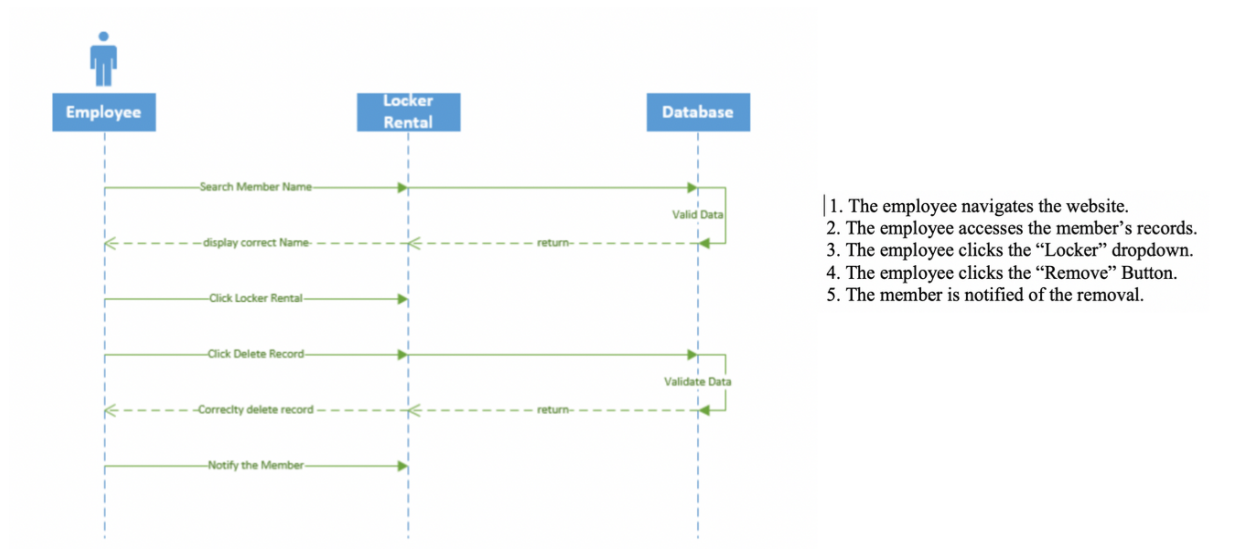 Employee
Locker
Rental
Database
Search Member Name
Valid Data
display correct Name
return
Click Locker Rental
Click Delete Record
Validate Data
Correclty delete record
return
Notify the Member
1. The employee navigates the website.
2. The employee accesses the member’s records.
3. The employee clicks the “Locker” dropdown.
4. The employee clicks the “Remove” Button.
5. The member is notified of the removal.